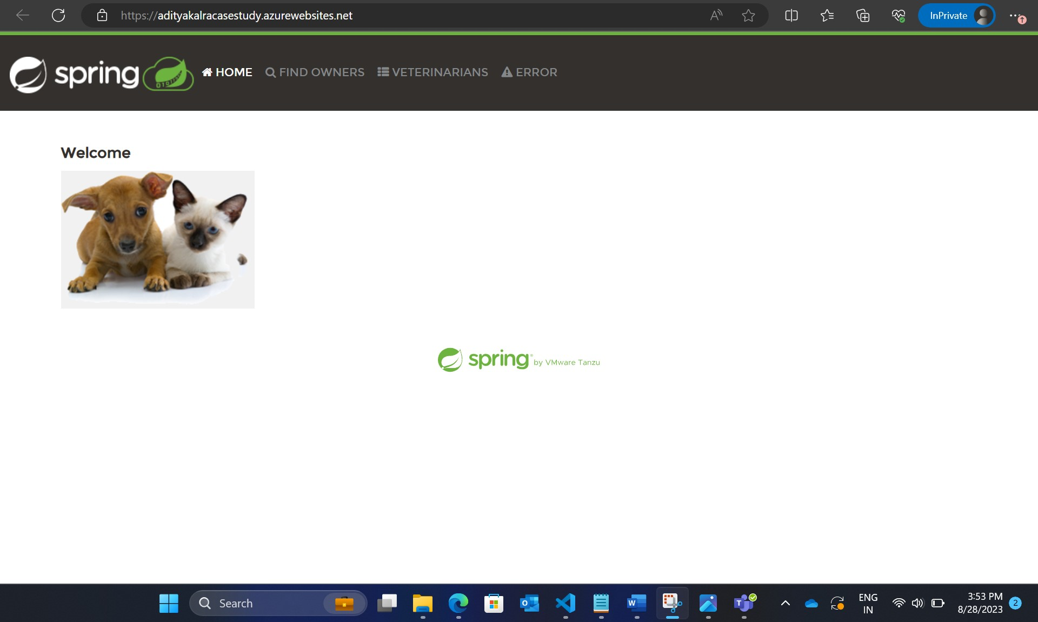 https://adityakalracasestudy.azurewebsites.net
InPrivate
spring
HOME
FIND OWNERS
VETERINARIANS
ERROR
Welcome
spring by VMware Tanzu
Search
ENG
IN
3:53 PM
8/28/2023
2